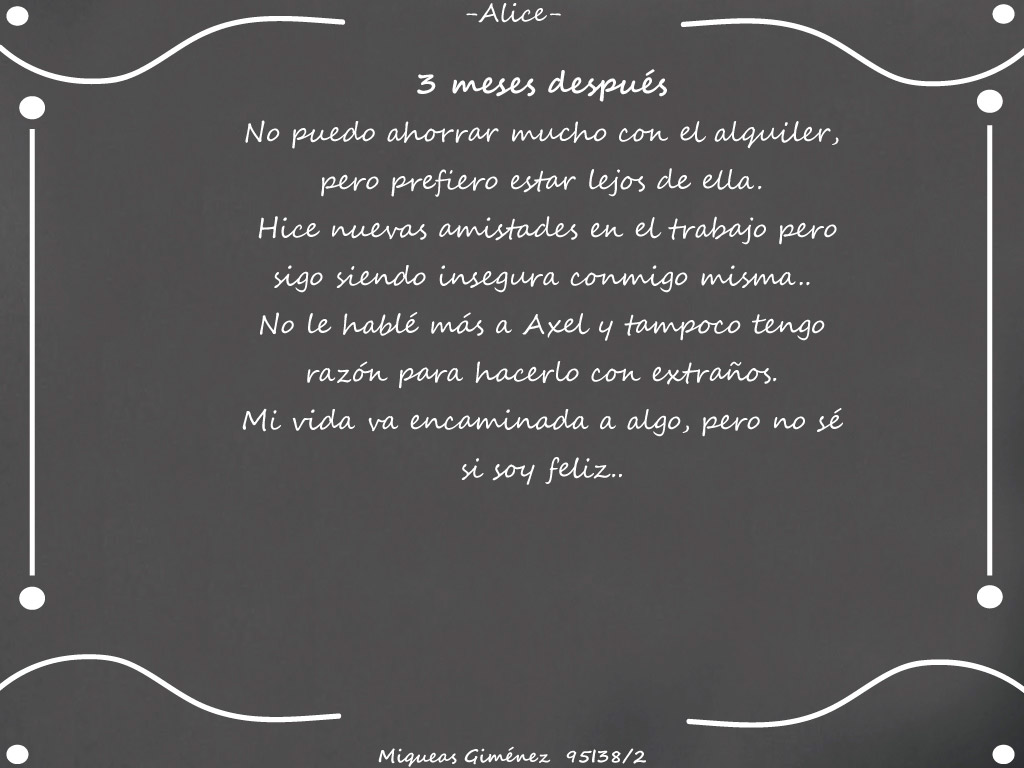 -Alice-
3 meses después
No puedo ahorrar mucho con el alquiler,
pero prefiero estar lejos de ella.
Hice nuevas amistades en el trabajo pero
sigo siendo insegura conmigo misma..
No le hablé más a Axel y tampoco tengo
razón para hacerlo con extraños.
Mi vida va encaminada a algo, pero no sé
si soy feliz..
Miqueas Giménez 95138/2